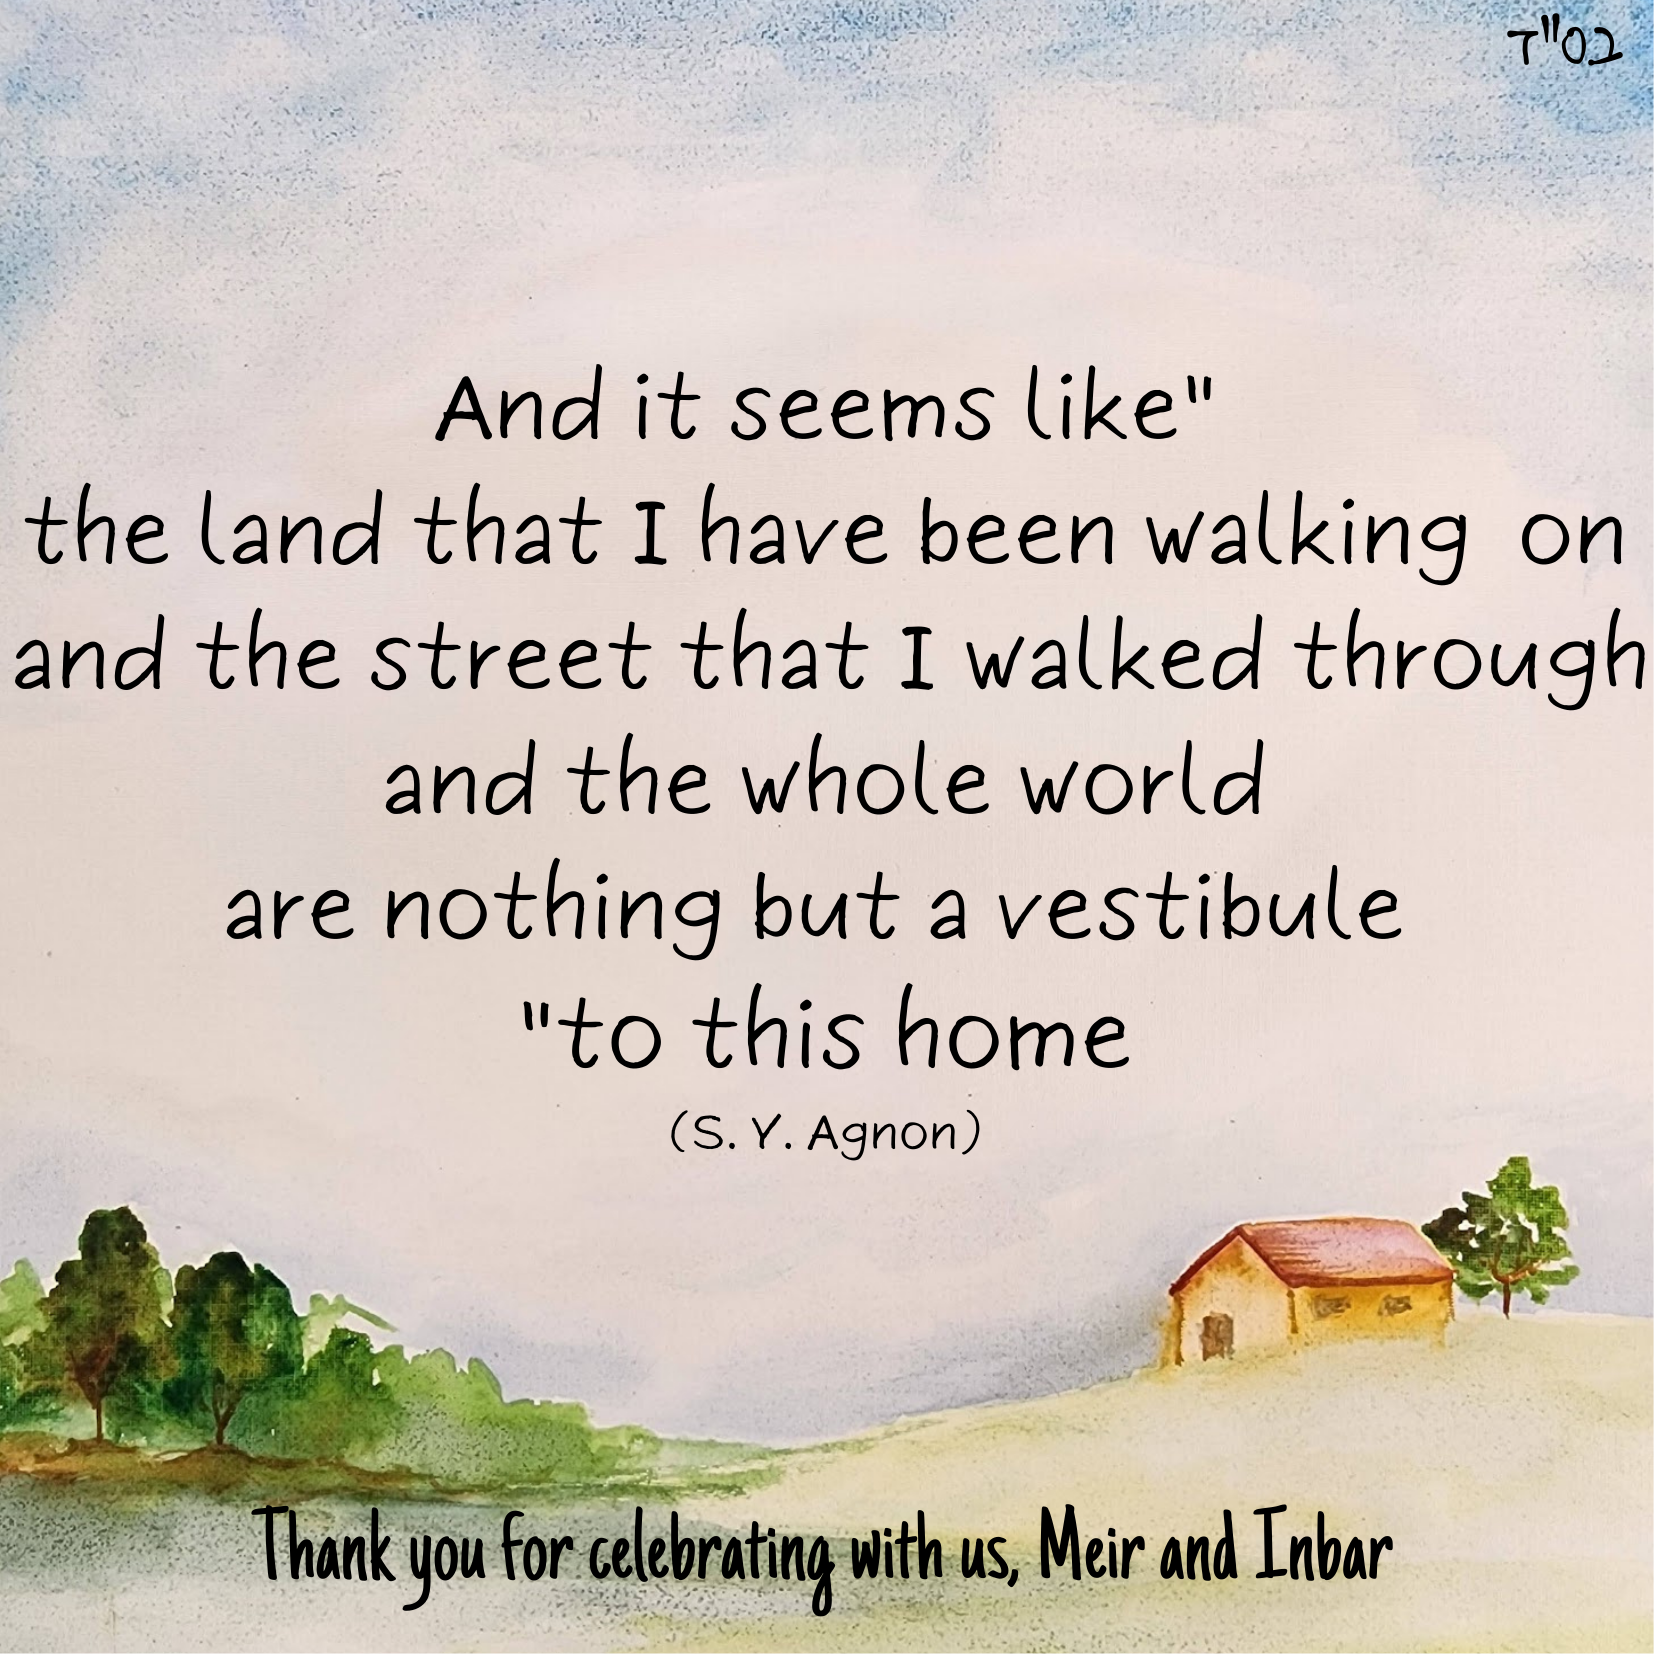 בס"ד
And it seems like"
the land that I have been walking  on
and the street that I walked through
and the whole world
are nothing but a vestibule
"to this home
(S. Y. Agnon)
Thank you for celebrating with us, Meir and Inbar